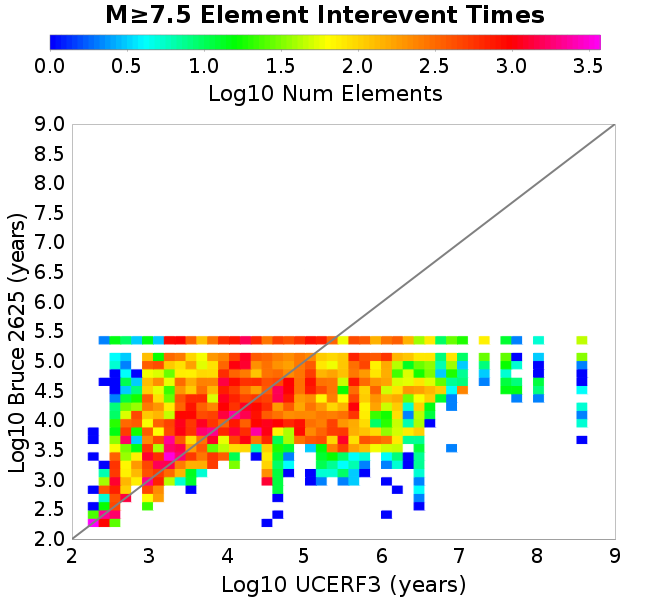 M≥7.5 Element Interevent Times
0.0 0.5 1.0 1.5 2.0 2.5 3.0 3.5
Log10 Num Elements
9.0
8.5
8.0
7.5
7.0
6.5
6.0
5.5
5.0
4.5
4.0
3.5
3.0
2.5
2.0
Log10 Bruce 2625 (years)
2 3 4 5 6 7 8 9
Log10 UCERF3 (years)